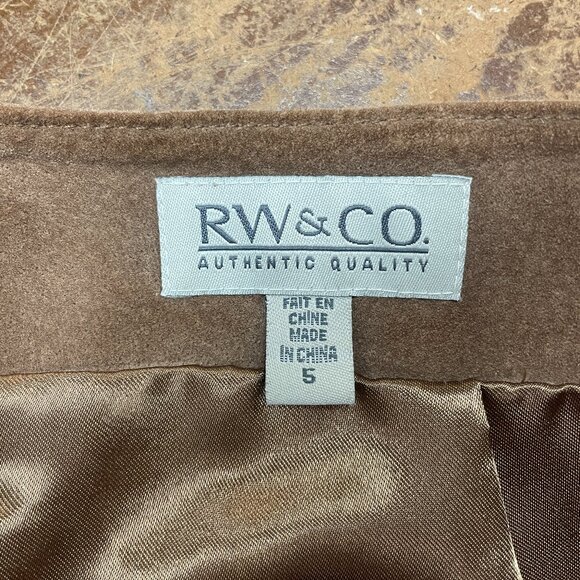 RW & CO.
AUTHENTIC QUALITY
FAIT EN
CHINE
MADE
IN CHINA
5